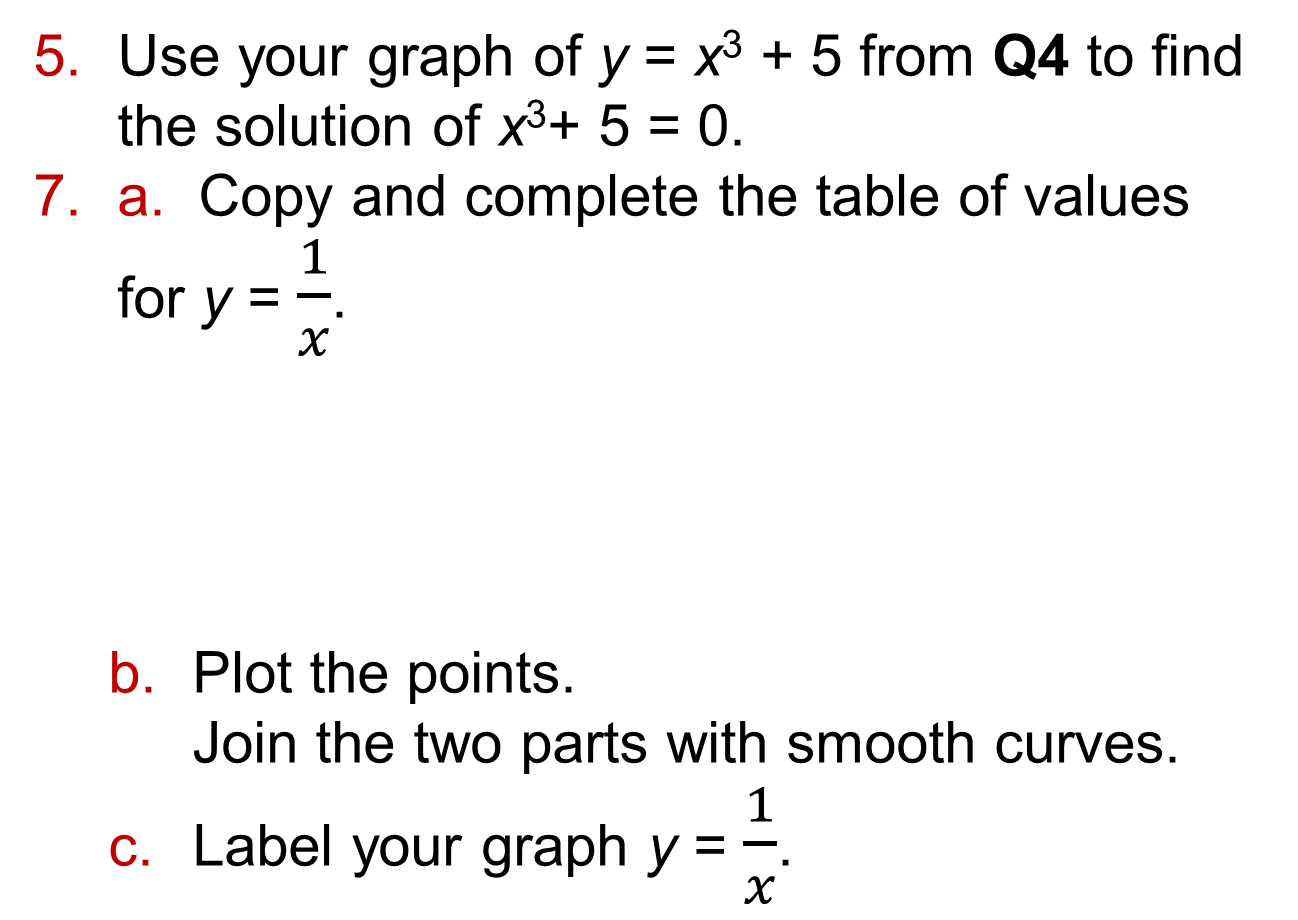 5. Use your graph of y = x³ + 5 from Q4 to find
the solution of x³+ 5 = 0.
7. a. Copy and complete the table of values
for y = 1/x.
b. Plot the points.
Join the two parts with smooth curves.
c. Label your graph y = 1/x.